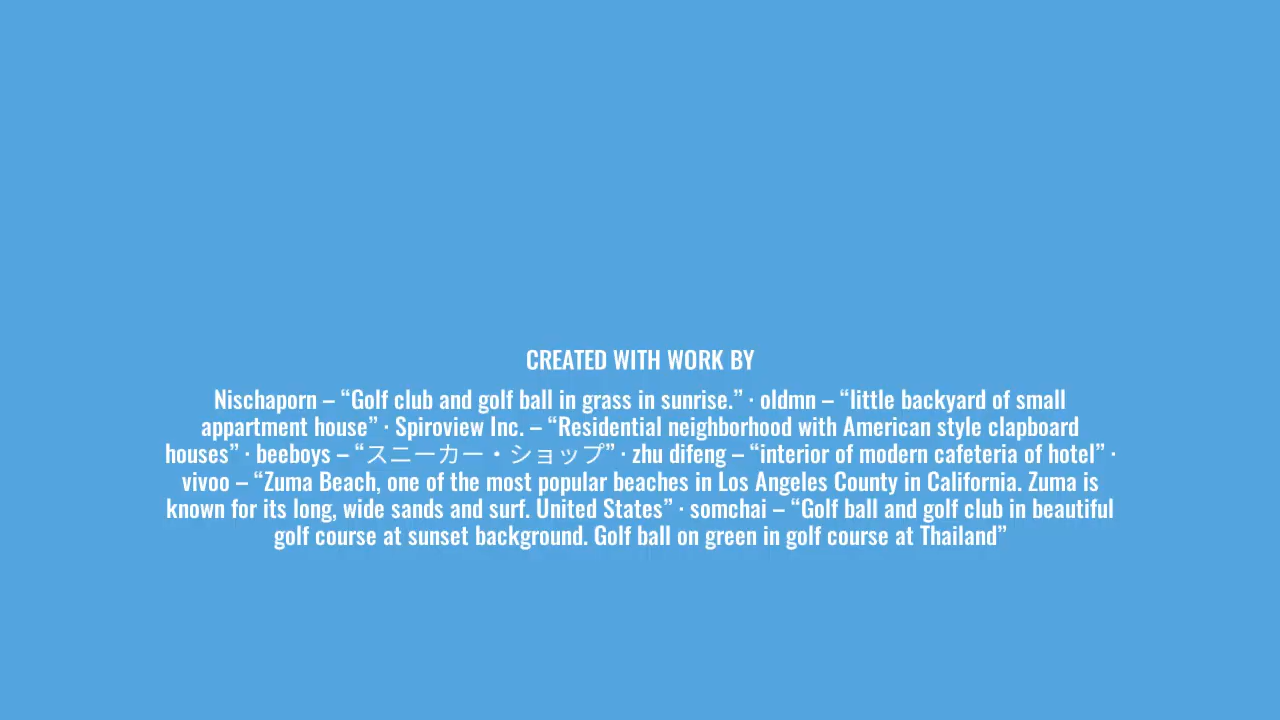 CREATED WITH WORK BY
Nischaporn – “Golf club and golf ball in grass in sunrise.” · oldmn – “little backyard of small
appartment house” · Spiroview Inc. – “Residential neighborhood with American style clapboard
houses” · beeboys – “スニーカー・ショップ” · zhu difeng – “interior of modern cafeteria of hotel” ·
vivoo – “Zuma Beach, one of the most popular beaches in Los Angeles County in California. Zuma is
known for its long, wide sands and surf. United States” · somchai – “Golf ball and golf club in beautiful
golf course at sunset background. Golf ball on green in golf course at Thailand”